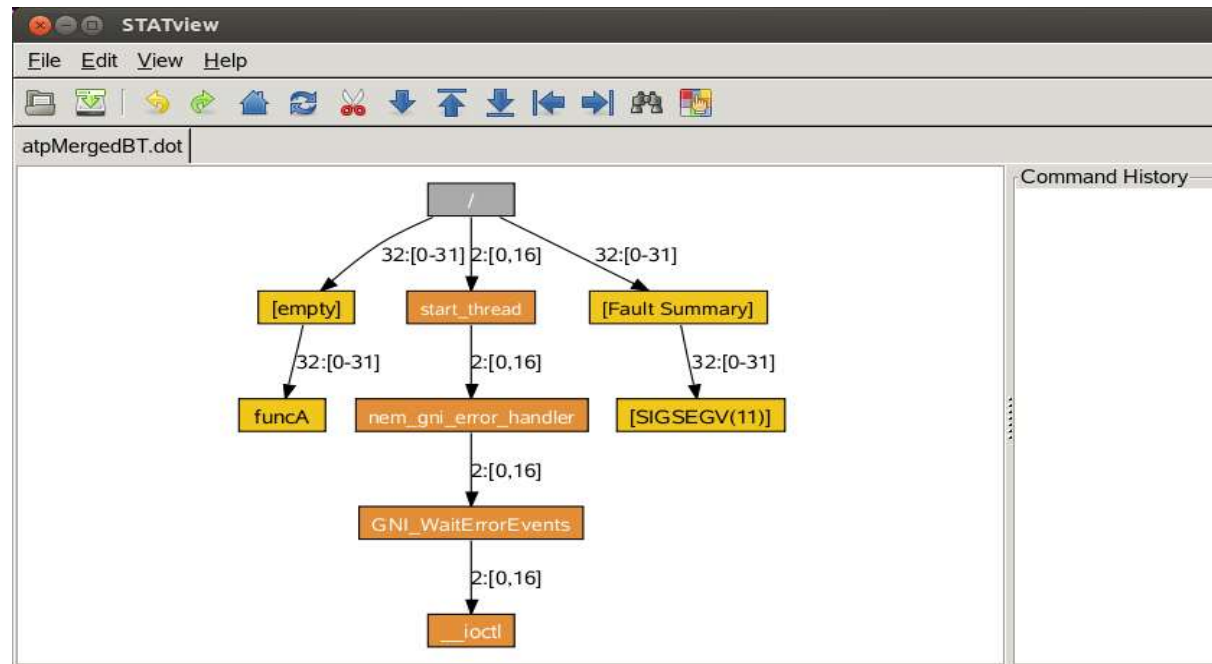 STATview
File Edit View Help
atpMergedBT.dot
Command History
/
32:[0-31] 2:[0,16] 32:[0-31]
[empty] start_thread [Fault Summary]
32:[0-31] 2:[0,16] 32:[0-31]
funcA nem_gni_error_handler [SIGSEGV(11)]
2:[0,16]
GNI_WaitErrorEvents
2:[0,16]
__ioctl